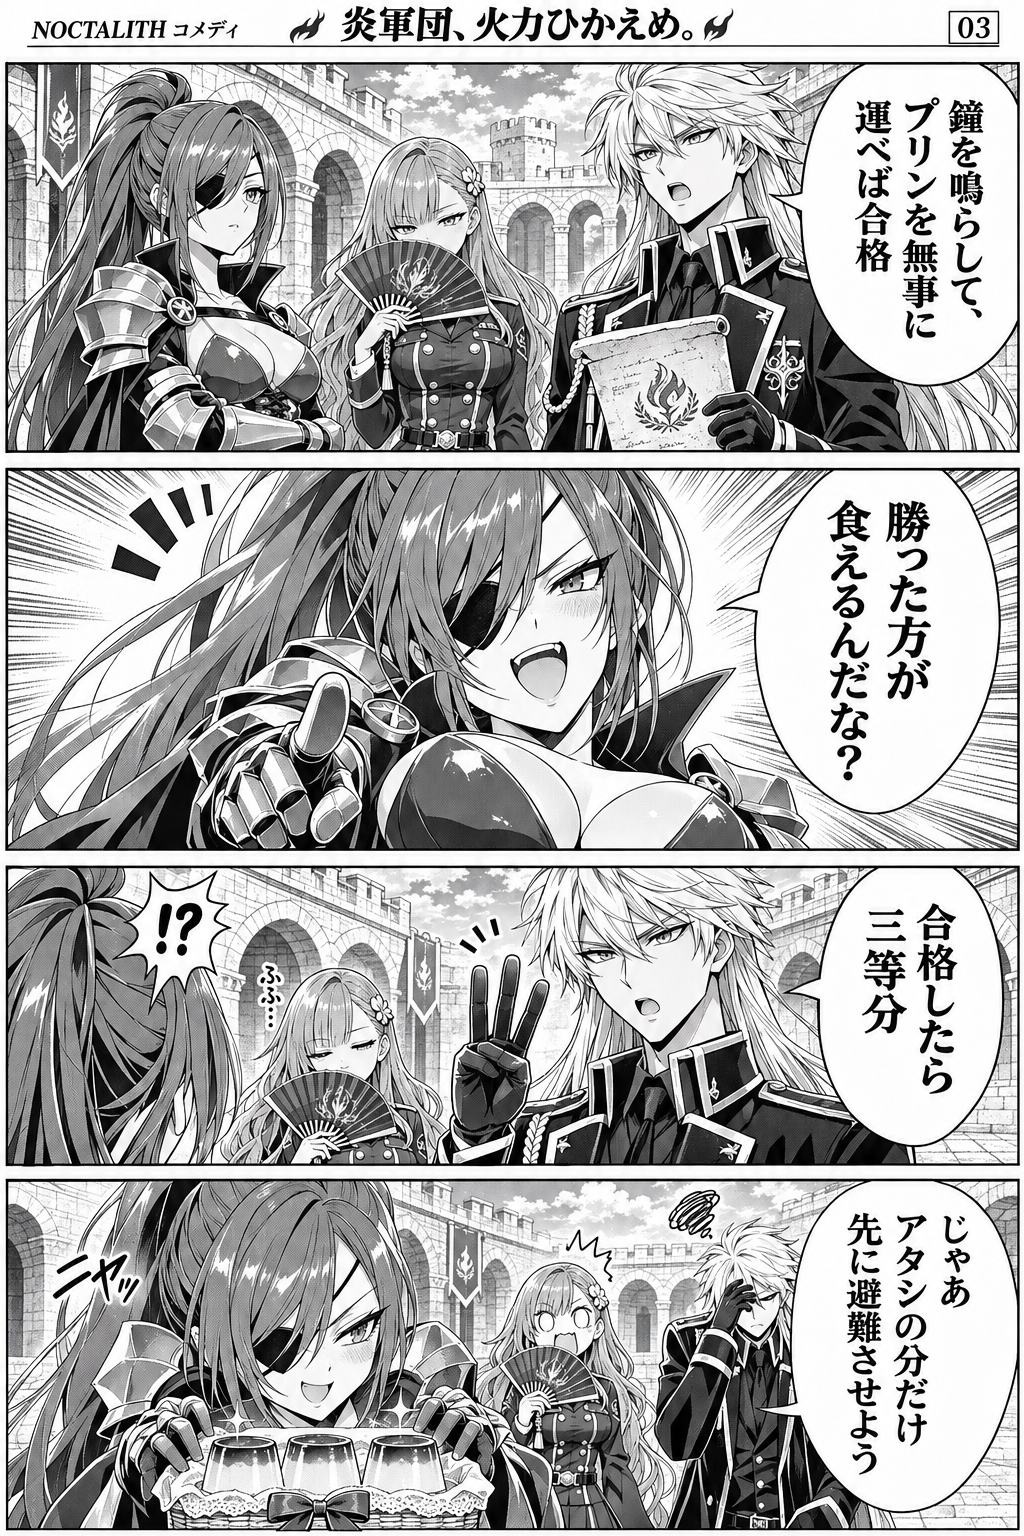 NOCTALITH コメディ
炎軍団、火力ひかえめ。
03
鐘を鳴らして、
プリンを無事に
運べば合格
勝った方が
食えるんだな?
!?
ふふ…
合格したら
三等分
ニヤッ
じゃあ
アタシの分だけ
先に避難させよう